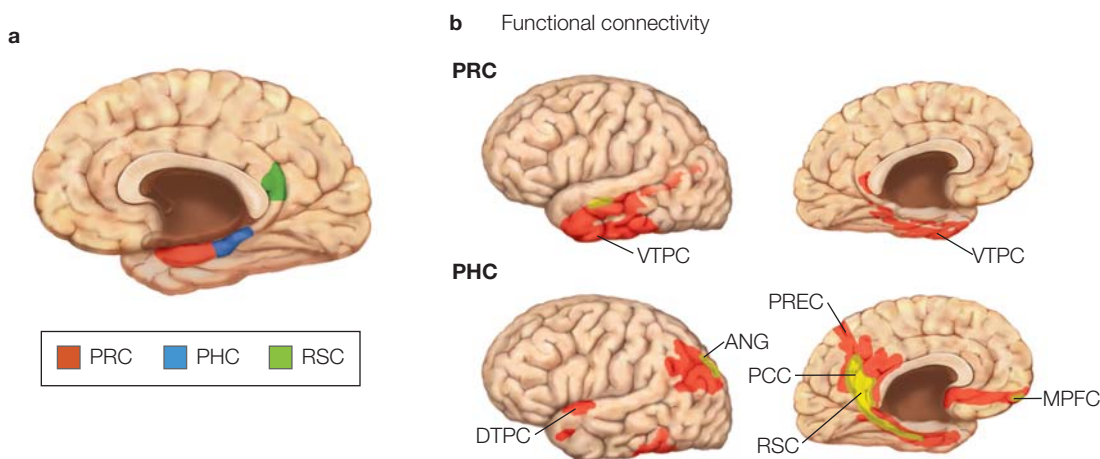 a
PRC PHC RSC
b Functional connectivity
PRC
VTPC
VTPC
PHC
ANG
DTPC
PREC
PCC
RSC
MPFC